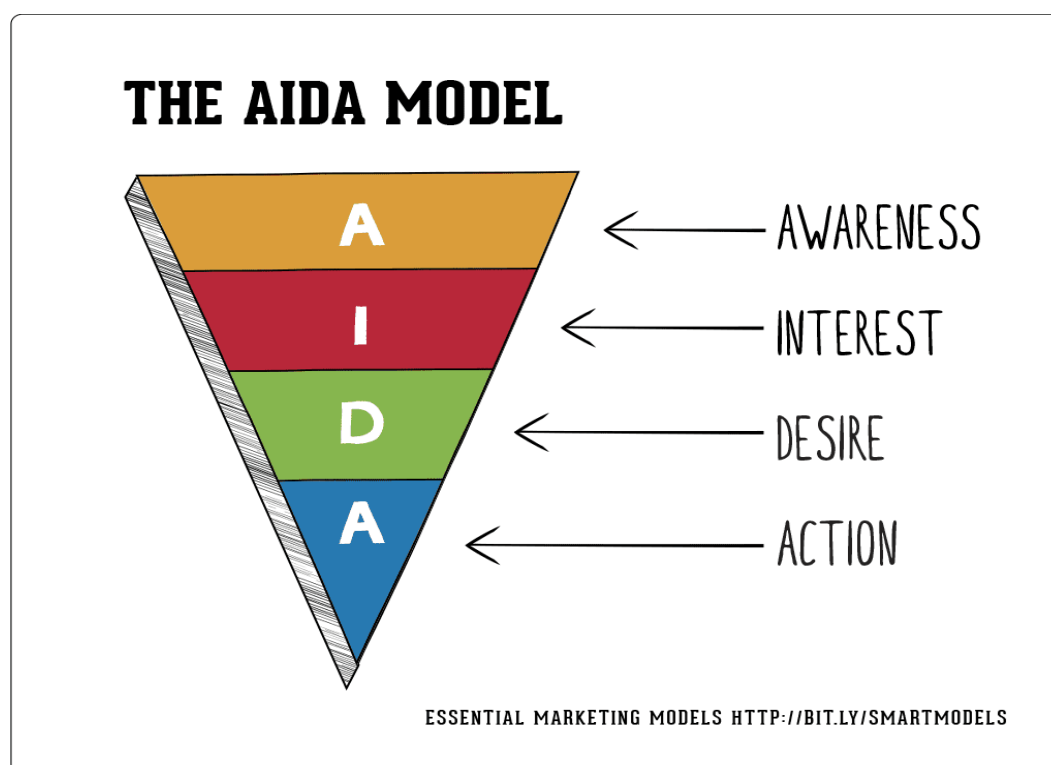 THE AIDA MODEL
A
AWARENESS
I
INTEREST
D
DESIRE
A
ACTION
ESSENTIAL MARKETING MODELS HTTP://BIT.LY/SMARTMODELS